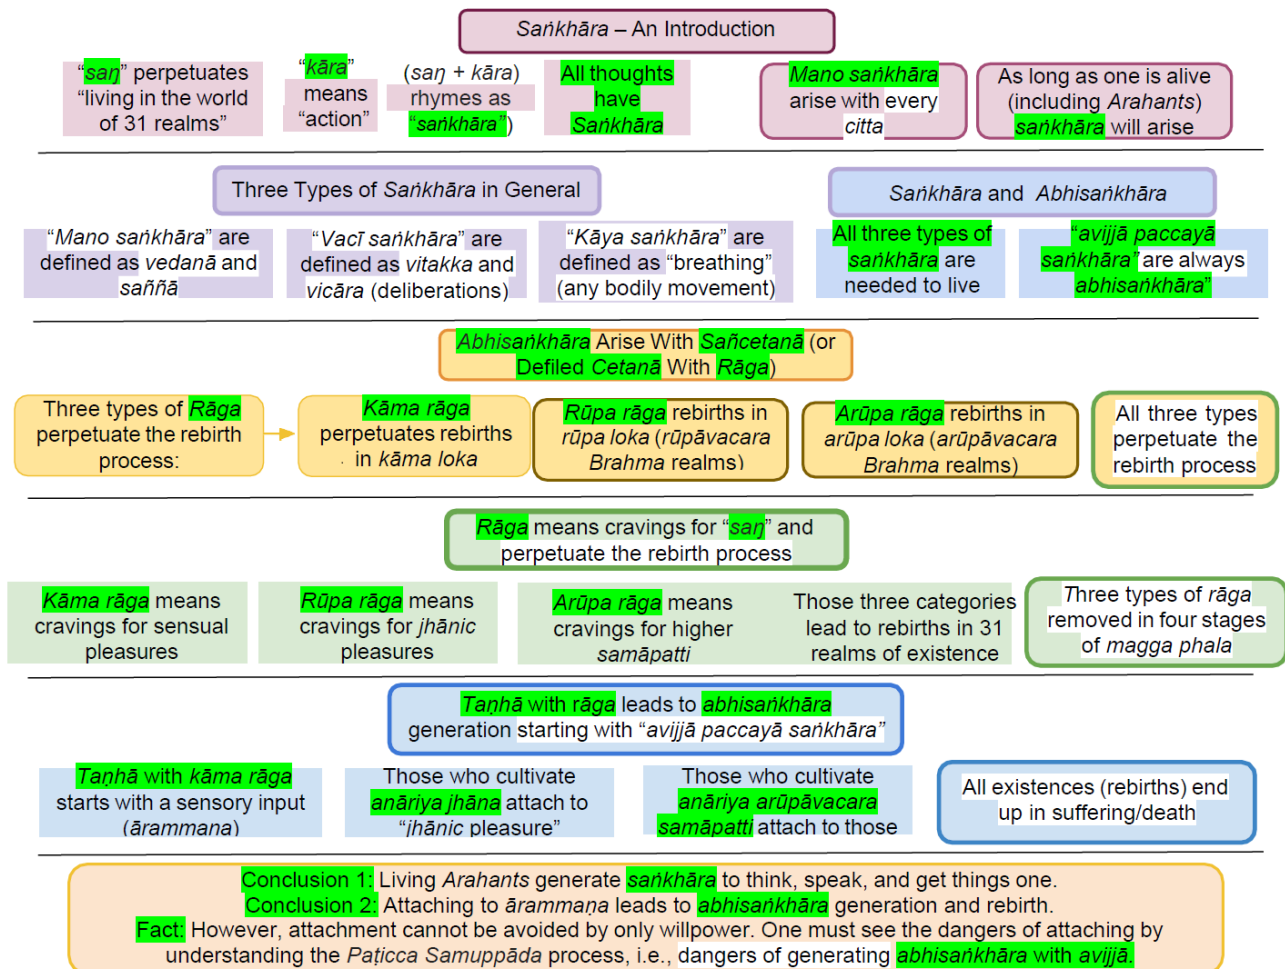 Saṅkhāra – An Introduction
“saŋ” perpetuates
“living in the world
of 31 realms”
“kāra”
means
“action”
(saŋ + kāra)
rhymes as
“saṅkhāra”)
All thoughts
have
Saṅkhāra
Mano saṅkhāra
arise with every
citta
As long as one is alive
(including Arahants)
saṅkhāra will arise
Three Types of Saṅkhāra in General
Saṅkhāra and Abhisaṅkhāra
“Mano saṅkhāra” are
defined as vedanā and
saññā
“Vacī saṅkhāra” are
defined as vitakka and
vicāra (deliberations)
“Kāya saṅkhāra” are
defined as “breathing”
(any bodily movement)
All three types of
saṅkhāra are
needed to live
“avijjā paccayā
saṅkhāra” are always
abhisaṅkhāra”
Abhisaṅkhāra Arise With Sañcetanā (or
Defiled Cetanā With Rāga)
Three types of Rāga
perpetuate the rebirth
process:
Kāma rāga
perpetuates rebirths
in kāma loka
Rūpa rāga rebirths in
rūpa loka (rūpāvacara
Brahma realms)
Arūpa rāga rebirths in
arūpa loka (arūpāvacara
Brahma realms)
All three types
perpetuate the
rebirth process
Rāga means cravings for “saŋ” and
perpetuate the rebirth process
Kāma rāga means
cravings for sensual
pleasures
Rūpa rāga means
cravings for jhānic
pleasures
Arūpa rāga means
cravings for higher
samāpatti
Those three categories
lead to rebirths in 31
realms of existence
Three types of rāga
removed in four stages
of magga phala
Taṇhā with rāga leads to abhisaṅkhāra
generation starting with “avijjā paccayā saṅkhāra”
Taṇhā with kāma rāga
starts with a sensory input
(ārammaṇa)
Those who cultivate
anāriya jhāna attach to
“jhānic pleasure”
Those who cultivate
anāriya arūpāvacara
samāpatti attach to those
All existences (rebirths) end
up in suffering/death
Conclusion 1: Living Arahants generate saṅkhāra to think, speak, and get things one.
Conclusion 2: Attaching to ārammaṇa leads to abhisaṅkhāra generation and rebirth.
Fact: However, attachment cannot be avoided by only willpower. One must see the dangers of attaching by
understanding the Paṭicca Samuppāda process, i.e., dangers of generating abhisaṅkhāra with avijjā.